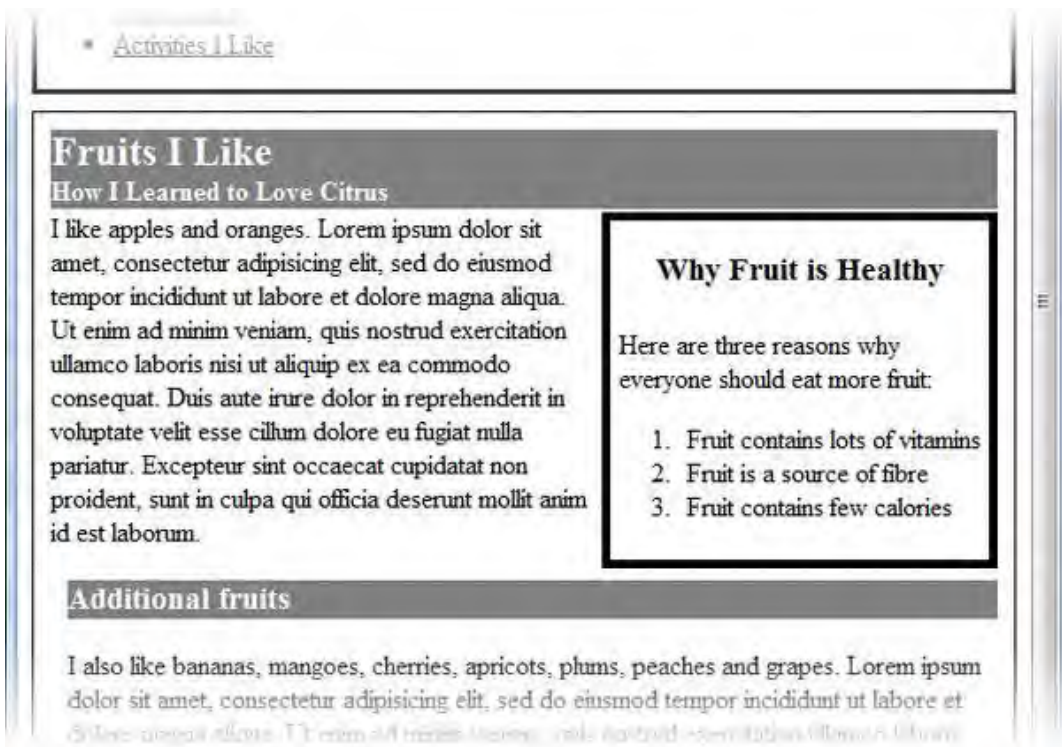 Activities I Like
Fruits I Like
How I Learned to Love Citrus
I like apples and oranges. Lorem ipsum dolor sit
amet, consectetur adipisicing elit, sed do eiusmod
tempor incididunt ut labore et dolore magna aliqua.
Ut enim ad minim veniam, quis nostrud exercitation
ullamco laboris nisi ut aliquip ex ea commodo
consequat. Duis aute irure dolor in reprehenderit in
voluptate velit esse cillum dolore eu fugiat nulla
pariatur. Excepteur sint occaecat cupidatat non
proident, sunt in culpa qui officia deserunt mollit anim
id est laborum.
Why Fruit is Healthy
Here are three reasons why
everyone should eat more fruit:
1. Fruit contains lots of vitamins
2. Fruit is a source of fibre
3. Fruit contains few calories
Additional fruits
I also like bananas, mangoes, cherries, apricots, plums, peaches and grapes. Lorem ipsum
dolor sit amet, consectetur adipisicing elit, sed do eiusmod tempor incididunt ut labore et